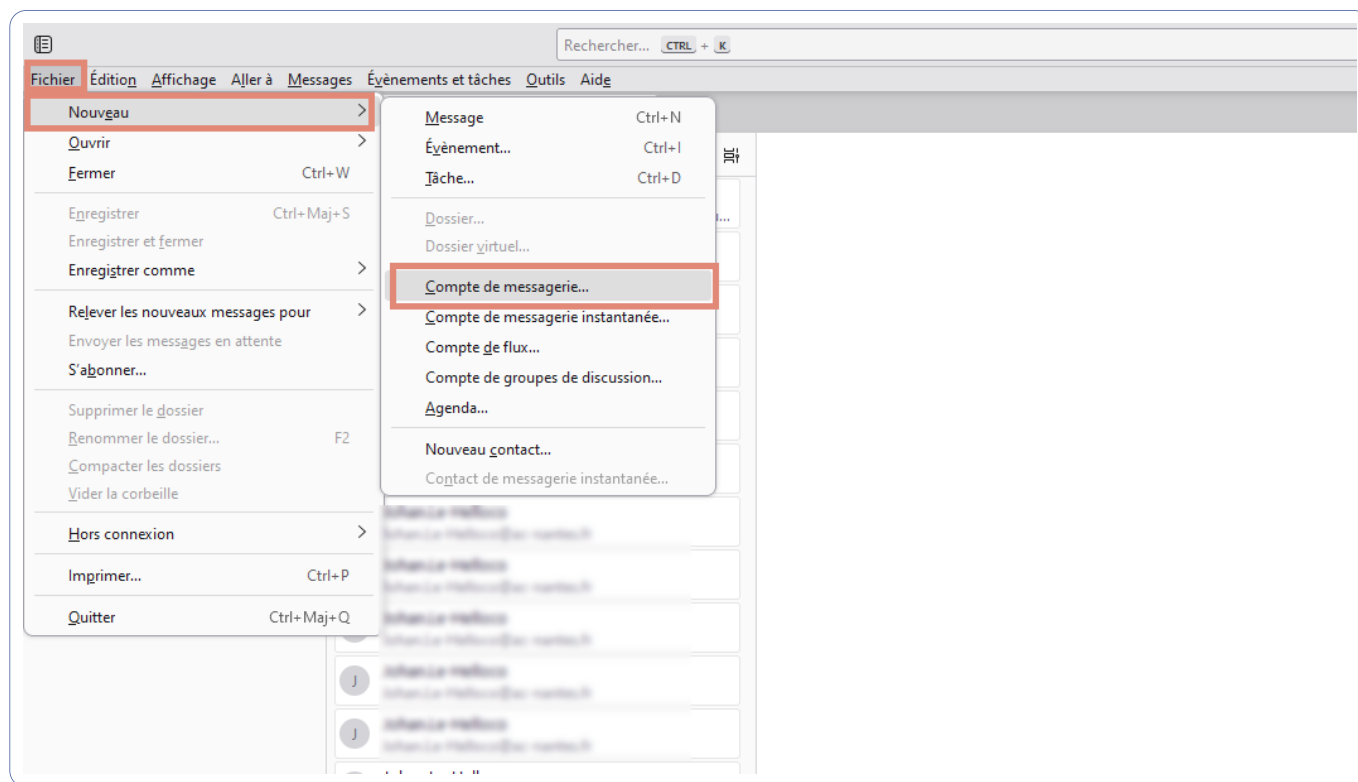 Rechercher... CTRL + K
Fichier Édition Affichage Aller à Messages Évènements et tâches Outils Aide
Nouveau
Ouvrir
Fermer Ctrl+W
Enregistrer Ctrl+Maj+S
Enregistrer et fermer
Enregistrer comme
Relever les nouveaux messages pour
Envoyer les messages en attente
S'abonner...
Supprimer le dossier
Renommer le dossier... F2
Compacter les dossiers
Vider la corbeille
Hors connexion
Imprimer... Ctrl+P
Quitter Ctrl+Maj+Q
Message Ctrl+N
Évènement... Ctrl+I
Tâche... Ctrl+D
Dossier...
Dossier virtuel...
Compte de messagerie...
Compte de messagerie instantanée...
Compte de flux...
Compte de groupes de discussion...
Agenda...
Nouveau contact...
Contact de messagerie instantanée...
J
J